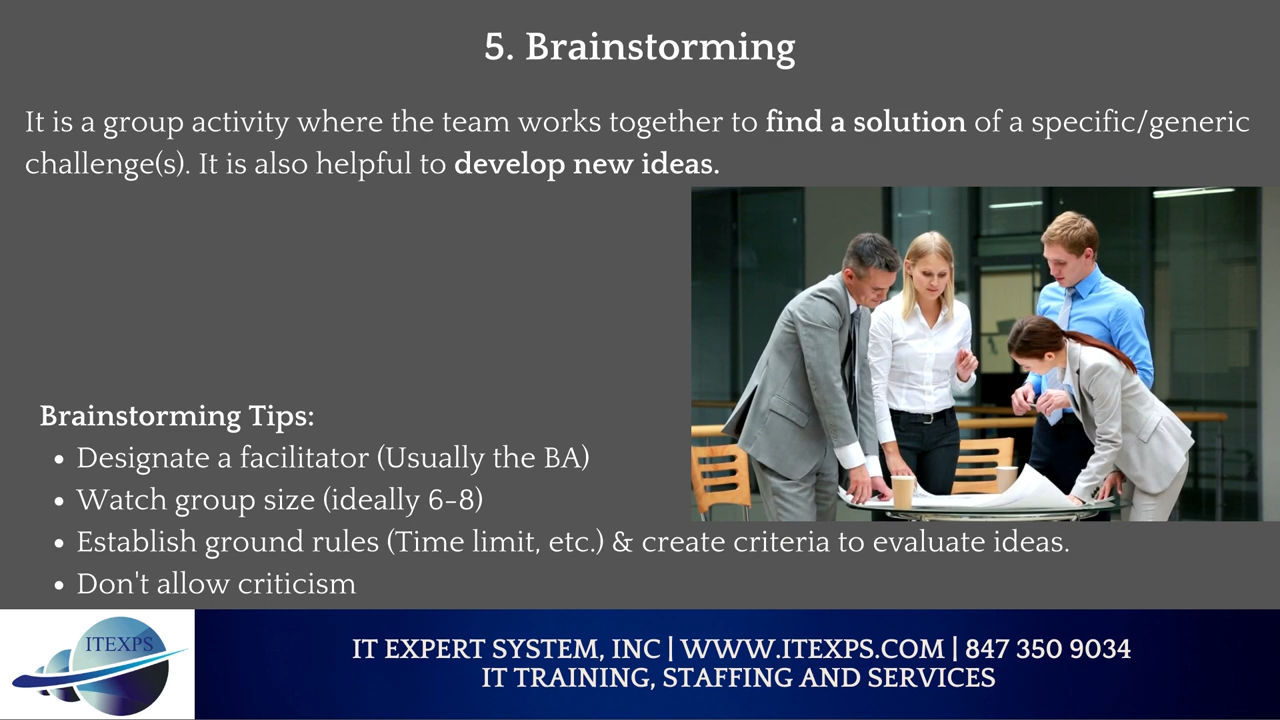 5. Brainstorming
It is a group activity where the team works together to find a solution of a specific/generic
challenge(s). It is also helpful to develop new ideas.
Brainstorming Tips:
• Designate a facilitator (Usually the BA)
• Watch group size (ideally 6-8)
• Establish ground rules (Time limit, etc.) & create criteria to evaluate ideas.
• Don't allow criticism
ITEXPS
IT EXPERT SYSTEM, INC | WWW.ITEXPS.COM | 847 350 9034
IT TRAINING, STAFFING AND SERVICES